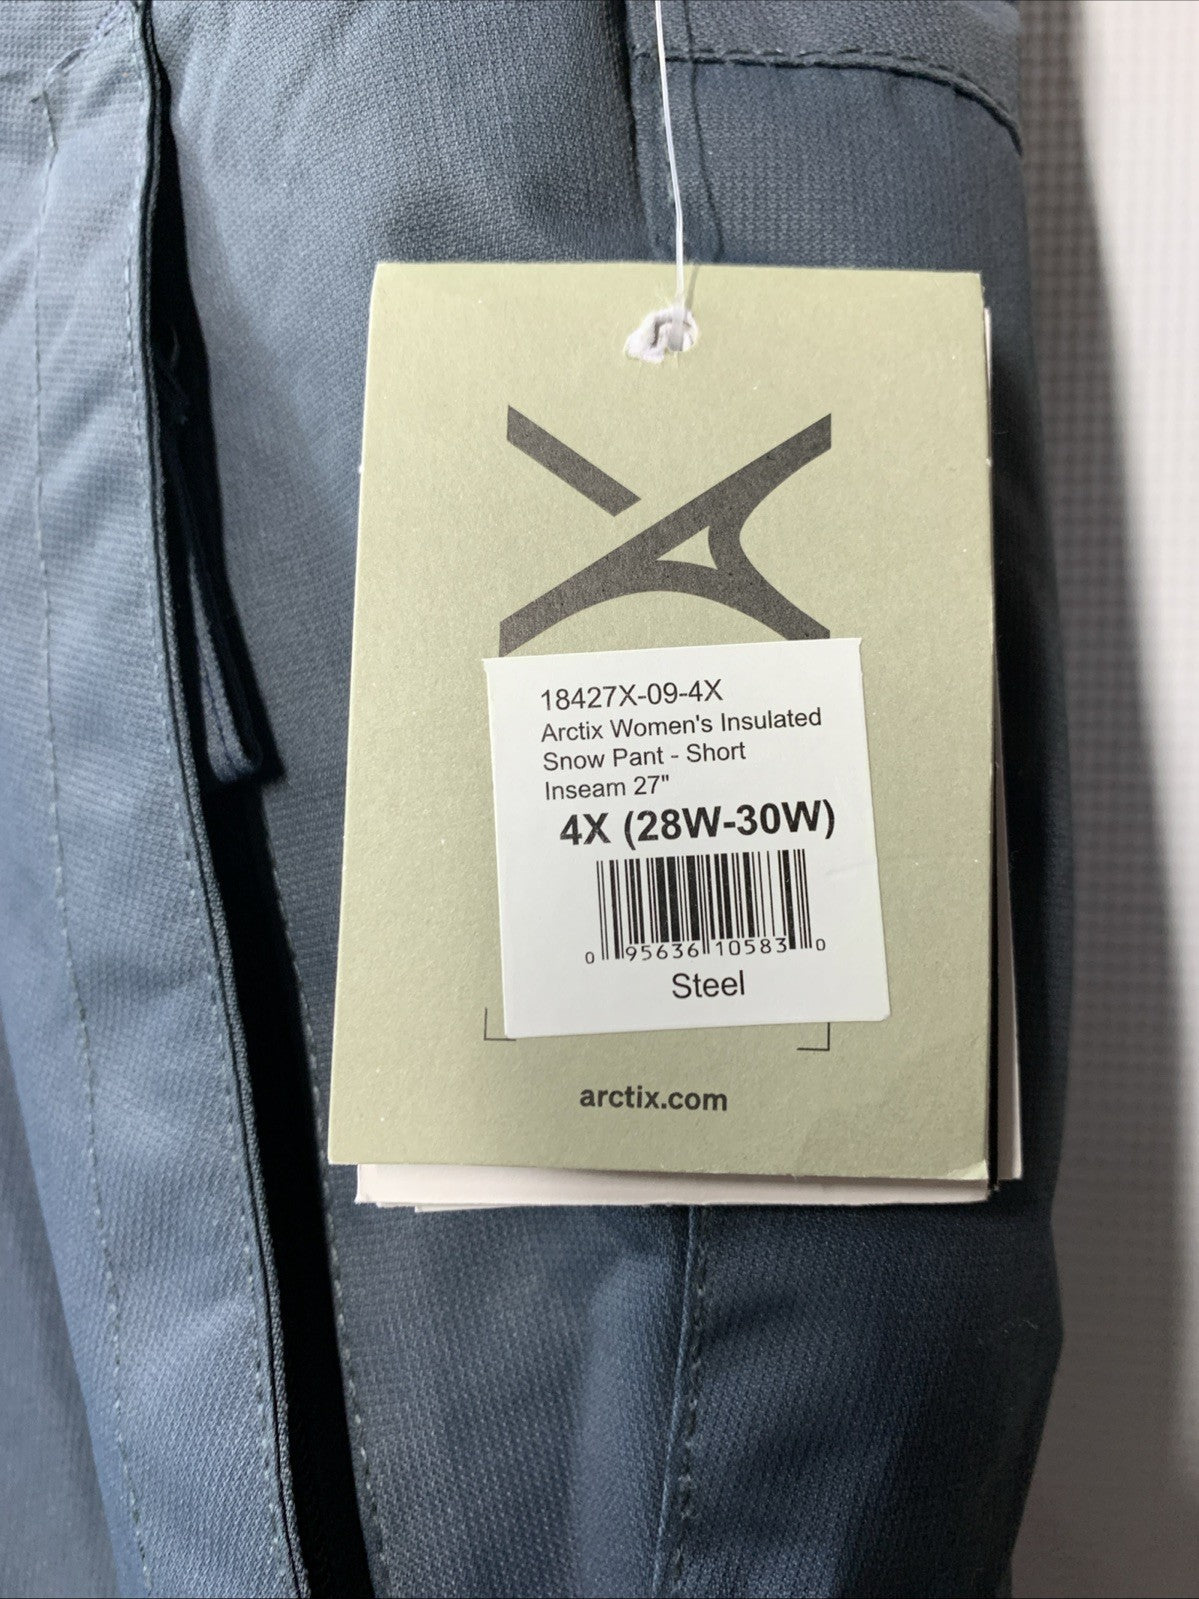 18427X-09-4X
Arctix Women's Insulated
Snow Pant - Short
Inseam 27"
4X (28W-30W)
0 95636 10583 0
Steel
arctix.com